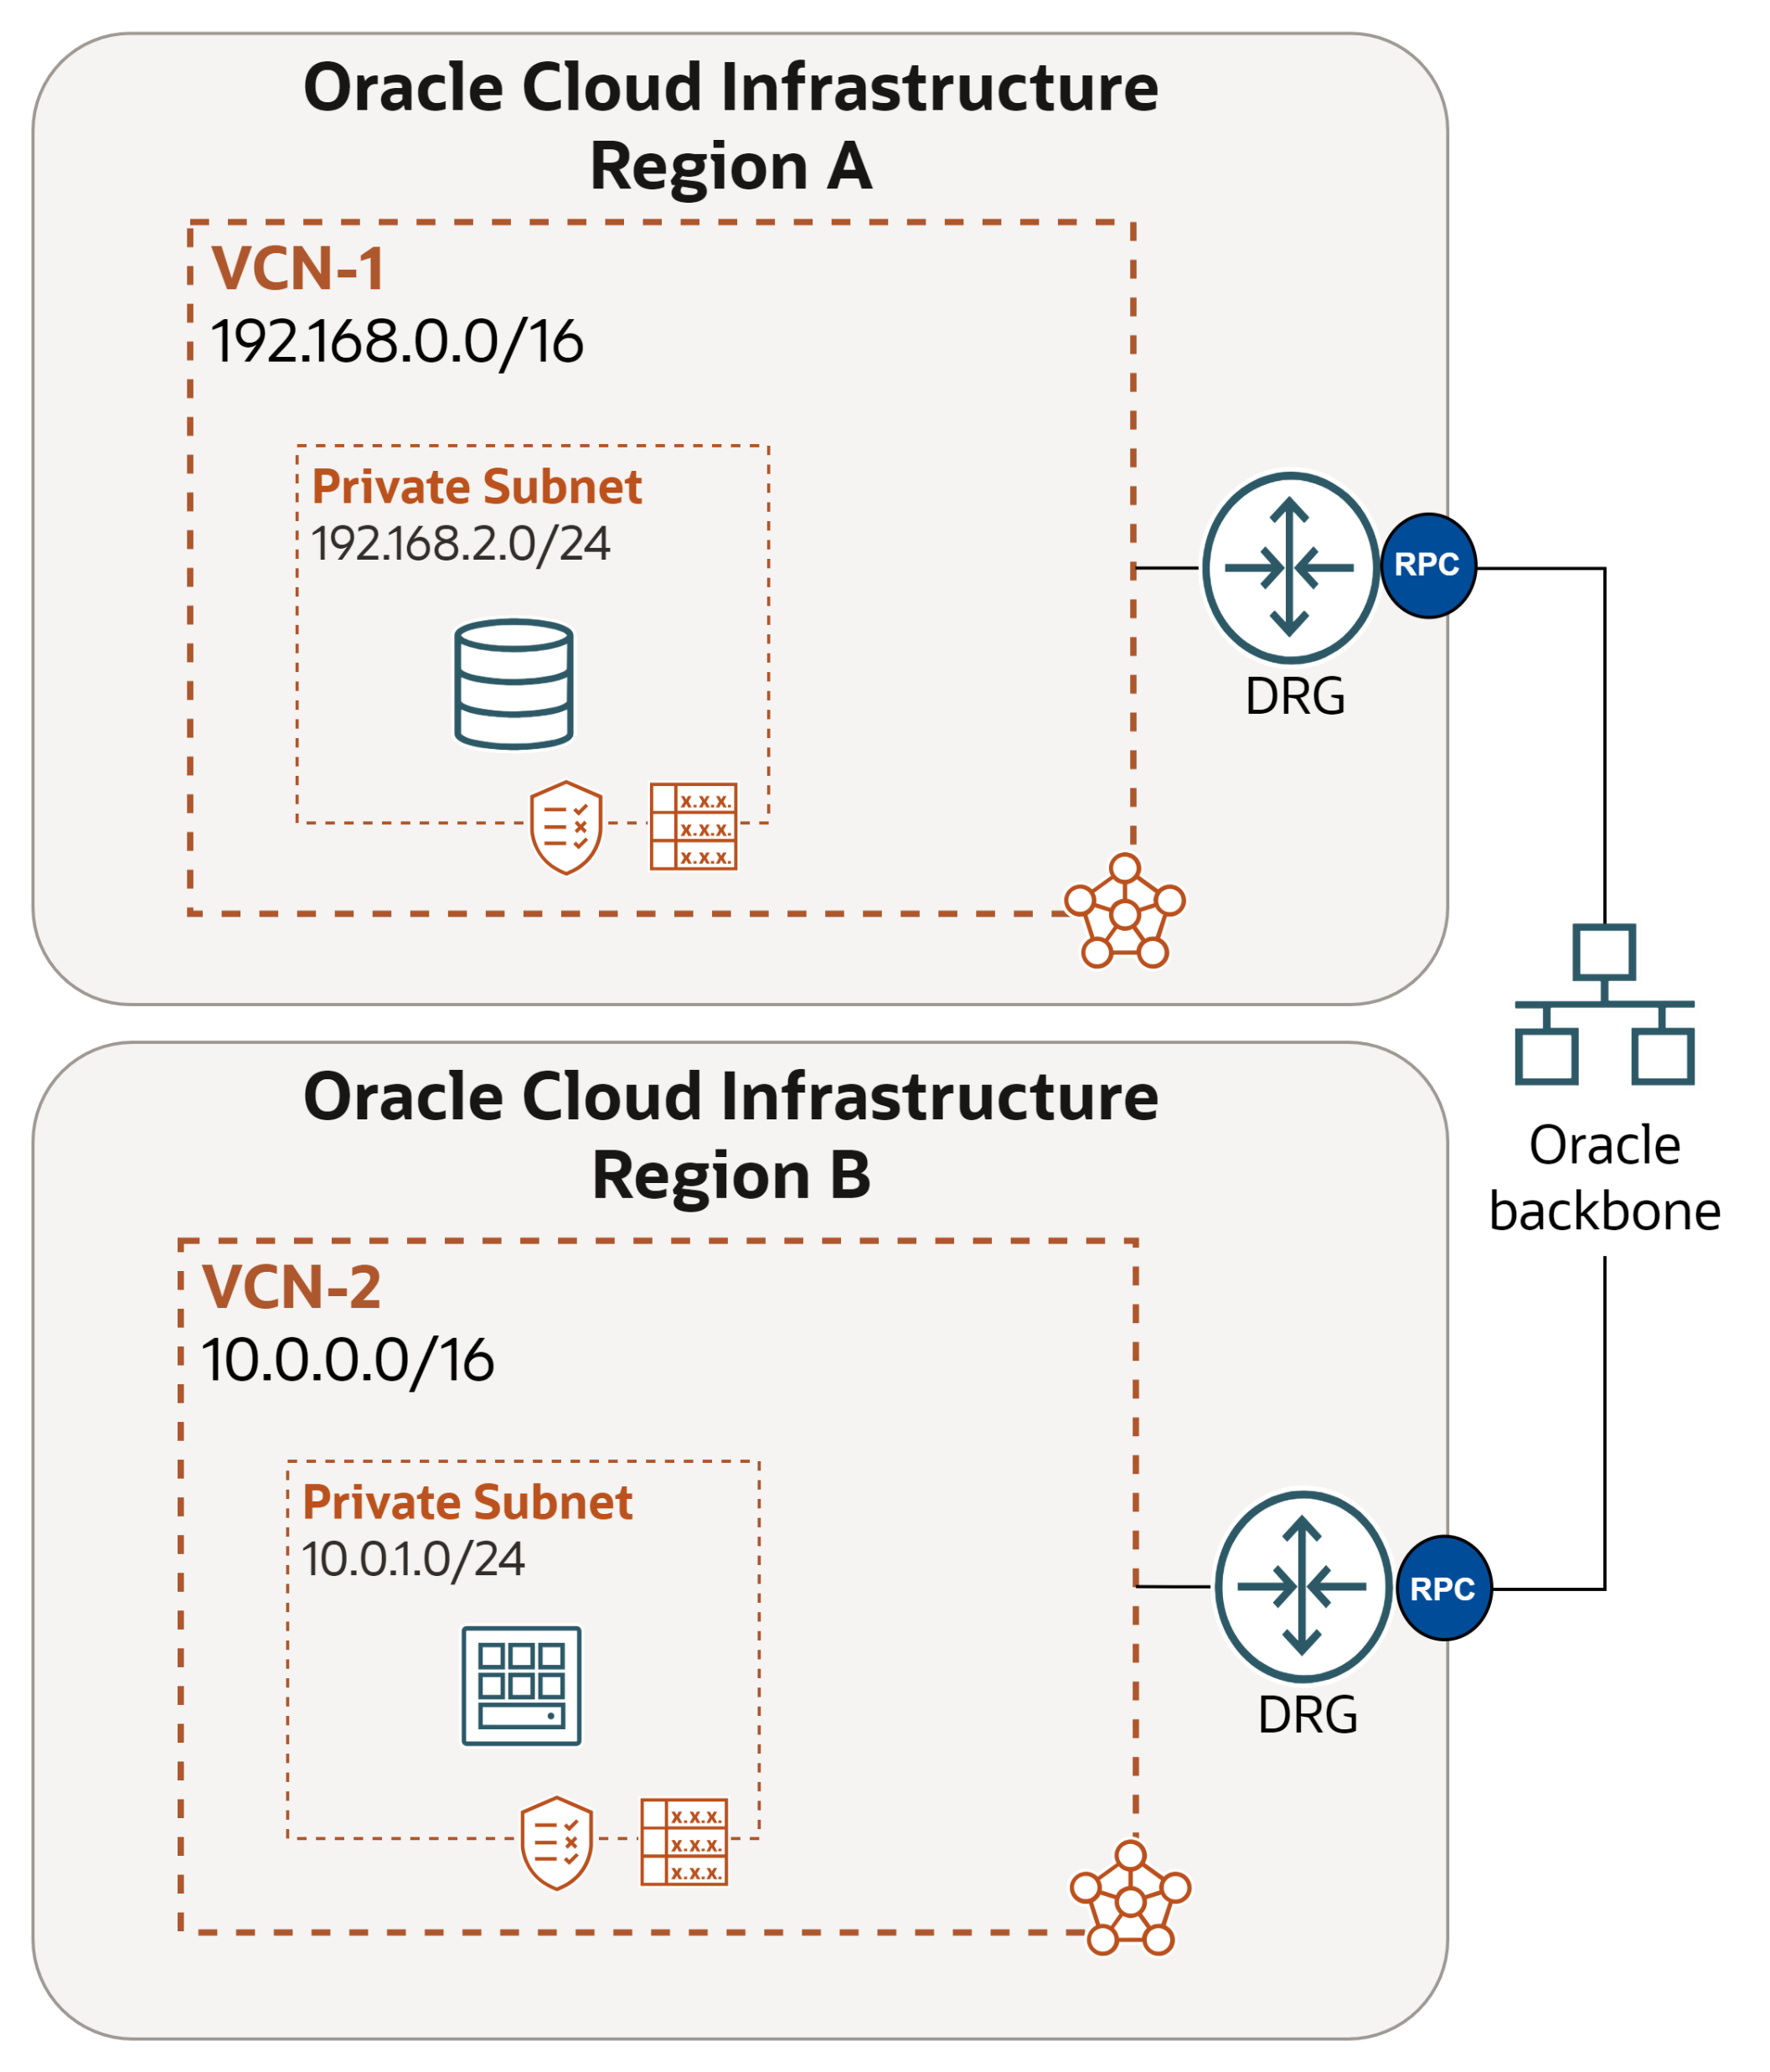 Oracle Cloud Infrastructure
Region A
VCN-1
192.168.0.0/16
Private Subnet
192.168.2.0/24
x.x.x.
x.x.x.
x.x.x.
RPC
DRG
Oracle
backbone
Oracle Cloud Infrastructure
Region B
VCN-2
10.0.0.0/16
Private Subnet
10.0.1.0/24
x.x.x.
x.x.x.
x.x.x.
RPC
DRG